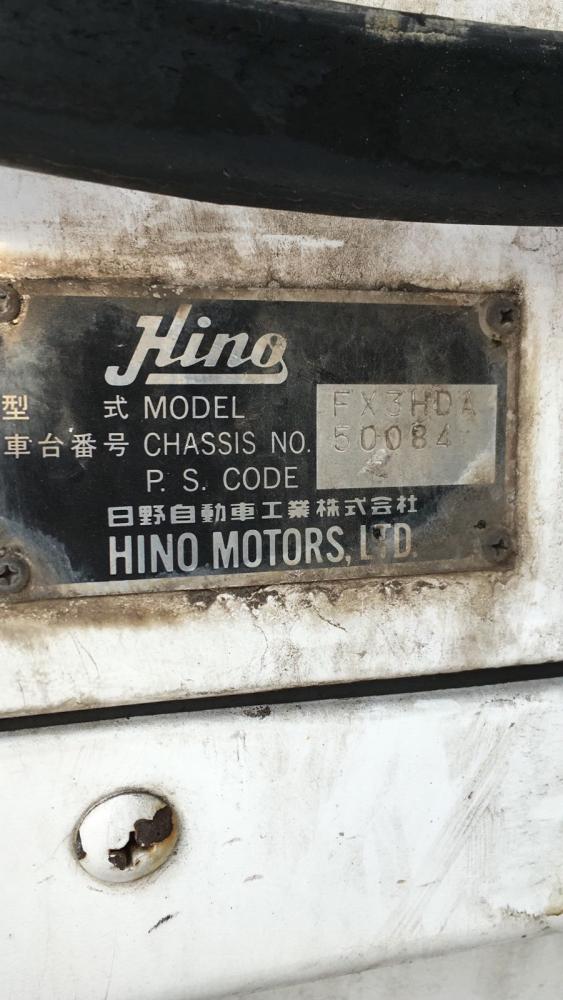 Hino
型 式 MODEL FX3HDA
車台番号 CHASSIS NO. 50084
P. S. CODE
日野自動車工業株式会社
HINO MOTORS, LTD.